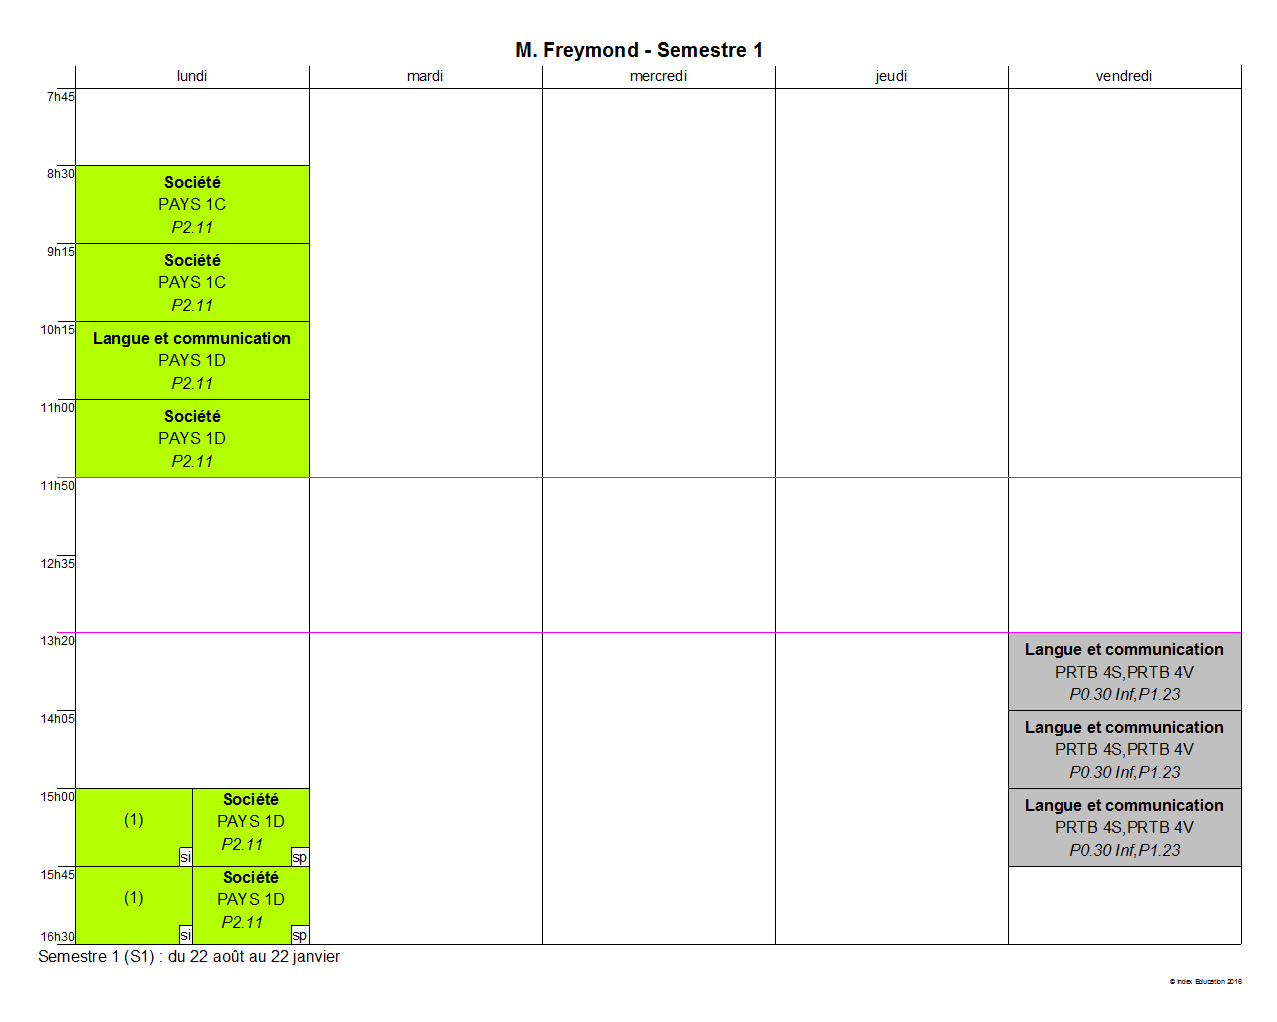 M. Freymond - Semestre 1
lundi
mardi
mercredi
jeudi
vendredi
7h45
8h30
Société
PAYS 1C
P2.11
9h15
Société
PAYS 1C
P2.11
10h15
Langue et communication
PAYS 1D
P2.11
11h00
Société
PAYS 1D
P2.11
11h50
12h35
13h20
Langue et communication
PRTB 4S,PRTB 4V
P0.30 Inf,P1.23
14h05
Langue et communication
PRTB 4S,PRTB 4V
P0.30 Inf,P1.23
15h00
(1)
si
Société
PAYS 1D
P2.11
sp
Langue et communication
PRTB 4S,PRTB 4V
P0.30 Inf,P1.23
15h45
(1)
si
Société
PAYS 1D
P2.11
sp
16h30
Semestre 1 (S1) : du 22 août au 22 janvier
© Index Education 2016